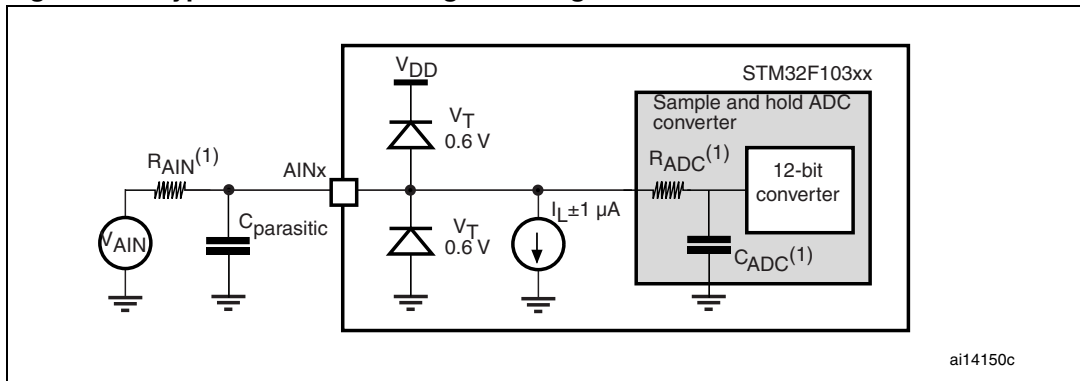 VDD
STM32F103xx
Sample and hold ADC
converter
VT
0.6 V
RAIN(1)
AINx
RADC(1)
12-bit
converter
VAIN
Cparasitic
VT
0.6 V
IL±1 µA
CADC(1)
ai14150c